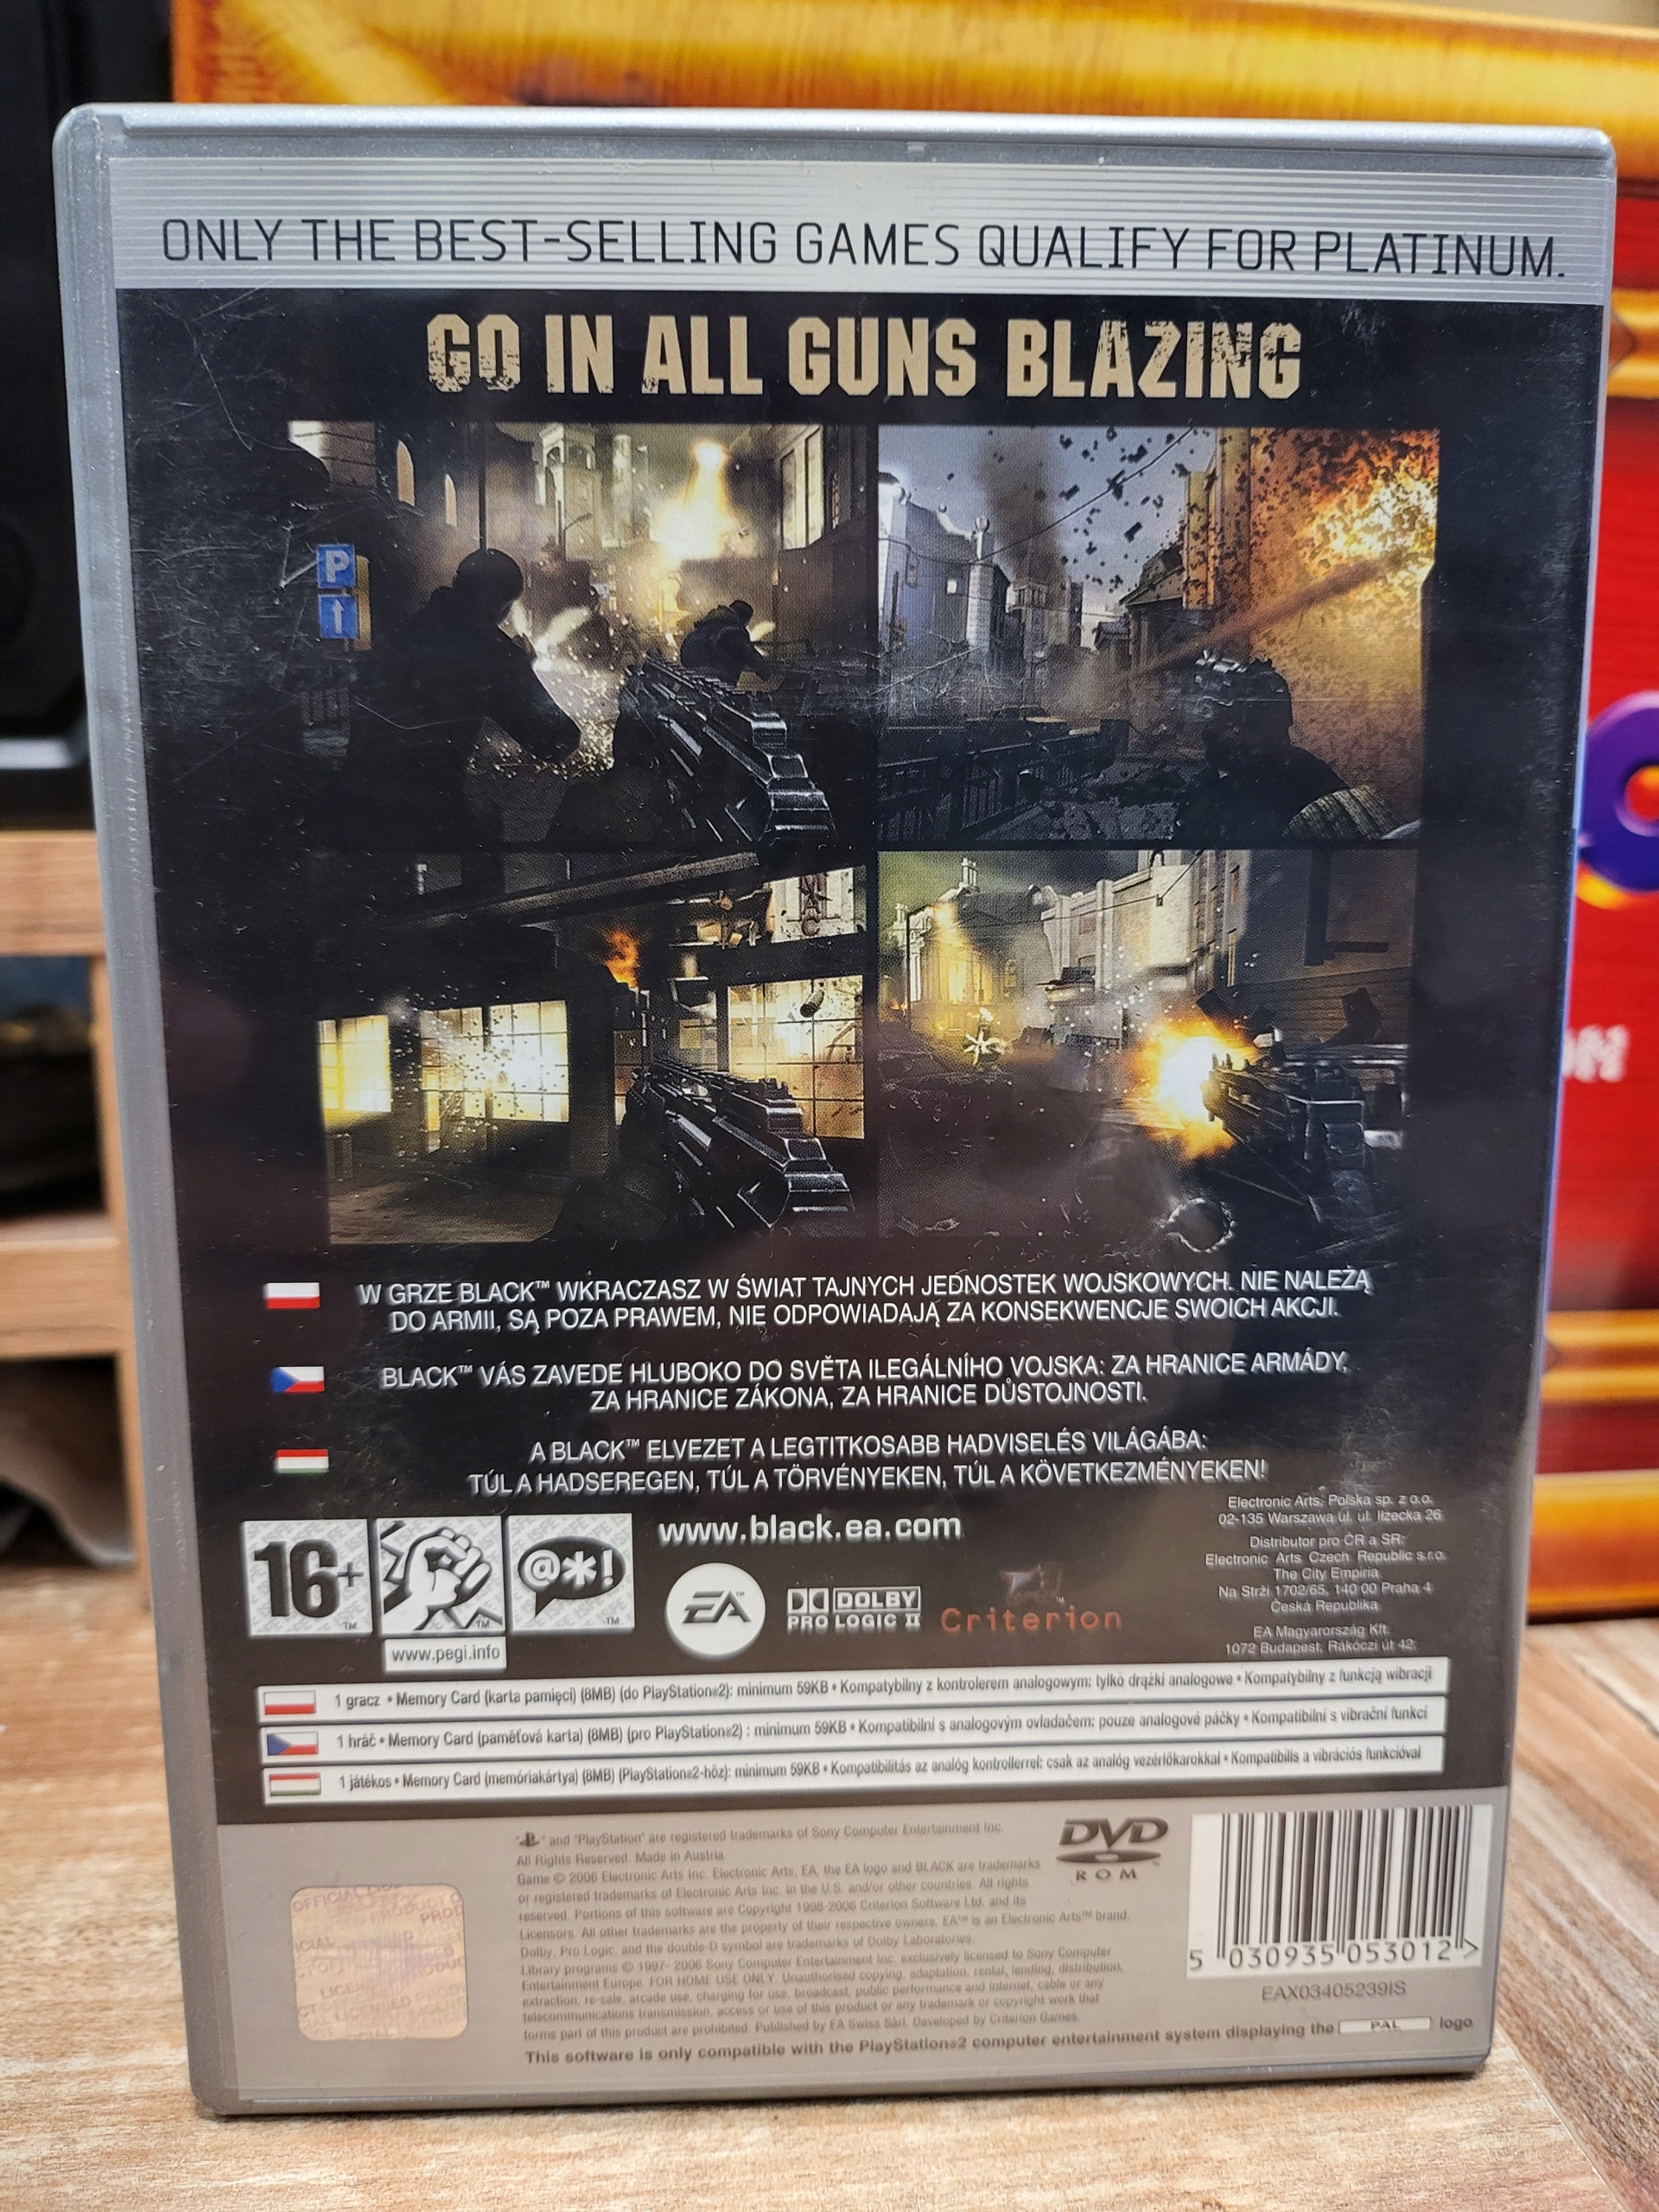 ONLY THE BEST-SELLING GAMES QUALIFY FOR PLATINUM.
GO IN ALL GUNS BLAZING
P
W GRZE BLACK™ WKRACZASZ W ŚWIAT TAJNYCH JEDNOSTEK WOJSKOWYCH. NIE NALEŻĄ
DO ARMII, SĄ POZA PRAWEM, NIE ODPOWIADAJĄ ZA KONSEKWENCJE SWOICH AKCJI.
BLACK™ VÁS ZAVEDE HLUBOKO DO SVĚTA ILEGÁLNÍHO VOJSKA: ZA HRANICE ARMÁDY,
ZA HRANICE ZÁKONA, ZA HRANICE DŮSTOJNOSTI.
A BLACK™ ELVEZET A LEGTITKOSABB HADVISELÉS VILÁGÁBA:
TÚL A HADSEREGEN, TÚL A TÖRVÉNYEKEN, TÚL A KÖVETKEZMÉNYEKEN!
16+
@*!
www.pegi.info
www.black.ea.com
EA™
DOLBY
PRO LOGIC II
Criterion
Electronic Arts Polska sp. z o.o.
02-135 Warszawa ul. ul. Iłżecka 26
Distributor pro ČR a SR:
Electronic Arts Czech Republic s.r.o.
The City Empiria
Na Strži 1702/65, 140 00 Praha 4
Česká Republika
EA Magyarország Kft.
1072 Budapest, Rákóczi út 42.
1 gracz • Memory Card (karta pamięci) (8MB) (do PlayStation®2): minimum 59KB • Kompatybilny z kontrolerem analogowym: tylko drążki analogowe • Kompatybilny z funkcją wibracji
1 hráč • Memory Card (paměťová karta) (8MB) (pro PlayStation®2) : minimum 59KB • Kompatibilní s analogovým ovladačem: pouze analogové páčky • Kompatibilní s vibrační funkcí
1 játékos • Memory Card (memóriakártya) (8MB) (PlayStation®2-höz): minimum 59KB • Kompatibilitás az analóg kontrollerrel: csak az analóg vezérlőkarokkal • Kompatibilis a vibrációs funkcióval
" " and "PlayStation" are registered trademarks of Sony Computer Entertainment Inc.
All Rights Reserved. Made in Austria.
Game © 2006 Electronic Arts Inc. Electronic Arts, EA, the EA logo and BLACK are trademarks
or registered trademarks of Electronic Arts Inc. in the U.S. and/or other countries. All rights
reserved. Portions of this software are Copyright 1998-2006 Criterion Software Ltd. and its
Licensors. All other trademarks are the property of their respective owners. EA™ is an Electronic Arts™ brand.
Dolby, Pro Logic, and the double-D symbol are trademarks of Dolby Laboratories.
Library programs © 1997- 2006 Sony Computer Entertainment Inc. exclusively licensed to Sony Computer
Entertainment Europe. FOR HOME USE ONLY. Unauthorised copying, adaptation, rental, lending, distribution,
extraction, re-sale, arcade use, charging for use, broadcast, public performance and internet, cable or any
telecommunications transmission, access or use of this product or any trademark or copyright work that
forms part of this product are prohibited. Published by EA Swiss Sàrl. Developed by Criterion Games.
This software is only compatible with the PlayStation®2 computer entertainment system displaying the PAL logo
DVD
ROM
5 030935 053012 >
EAX03405239IS